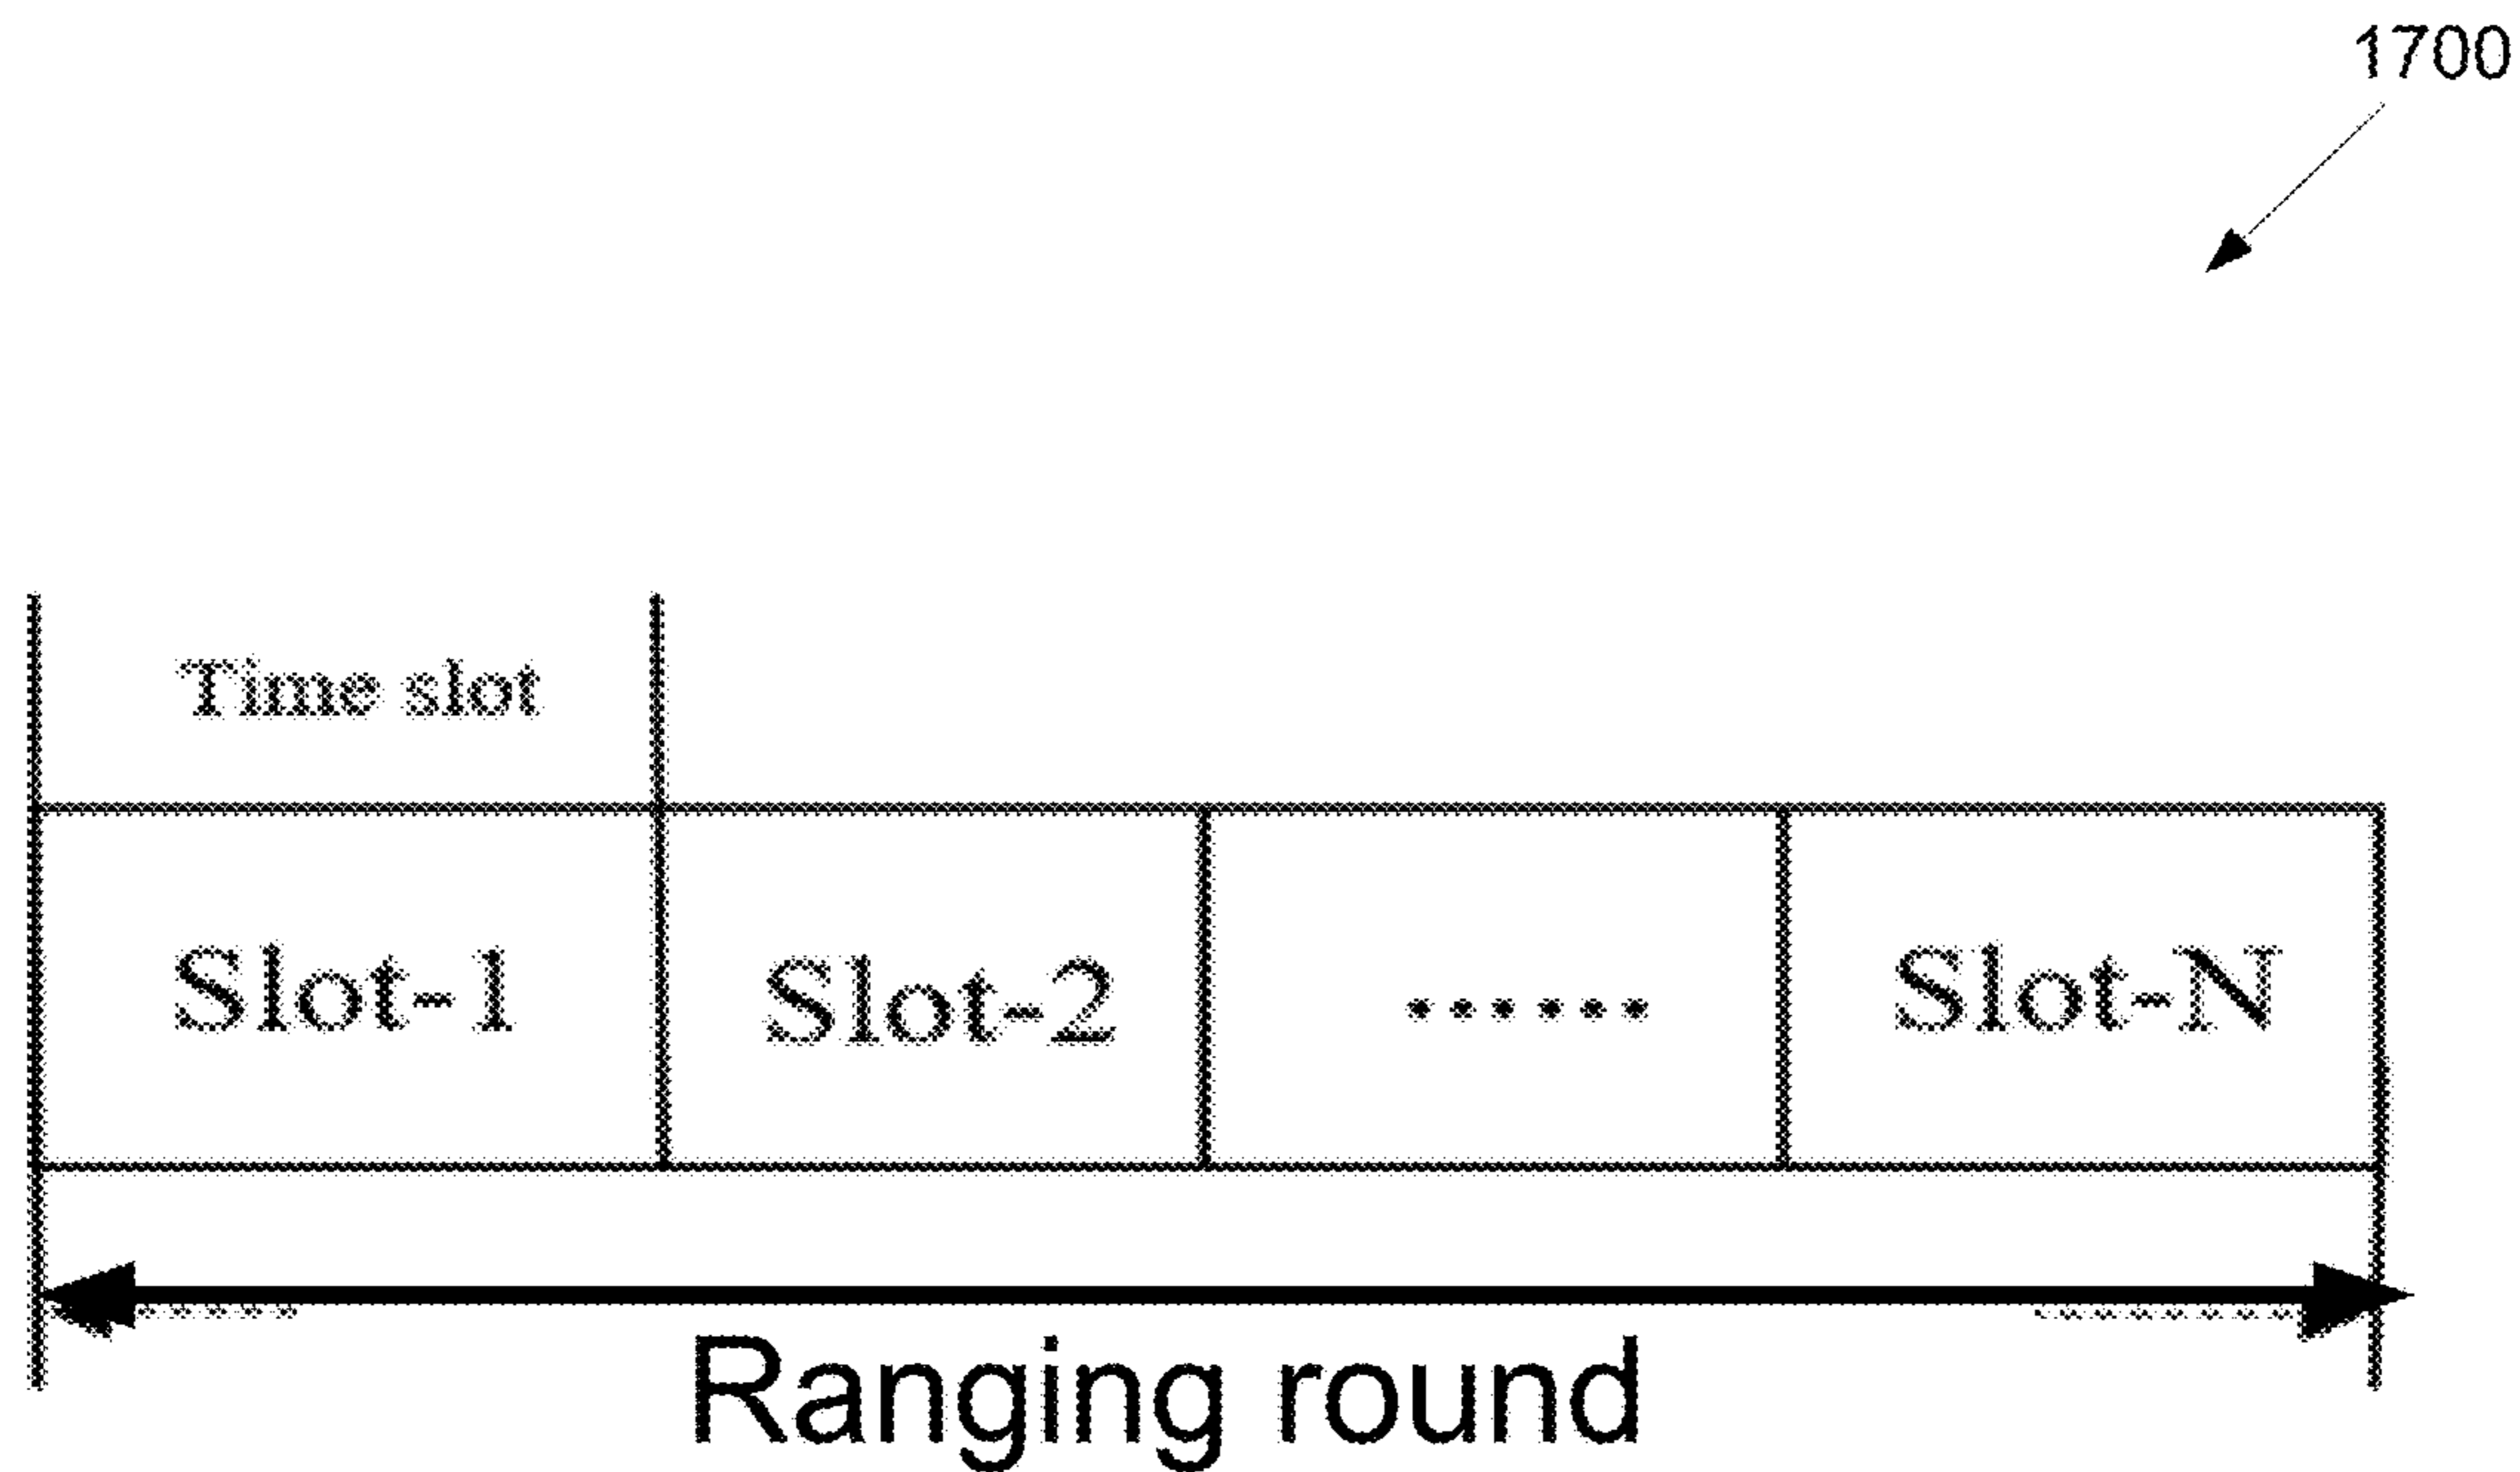 1700
Time slot
Slot-1 Slot-2 ...... Slot-N
Ranging round